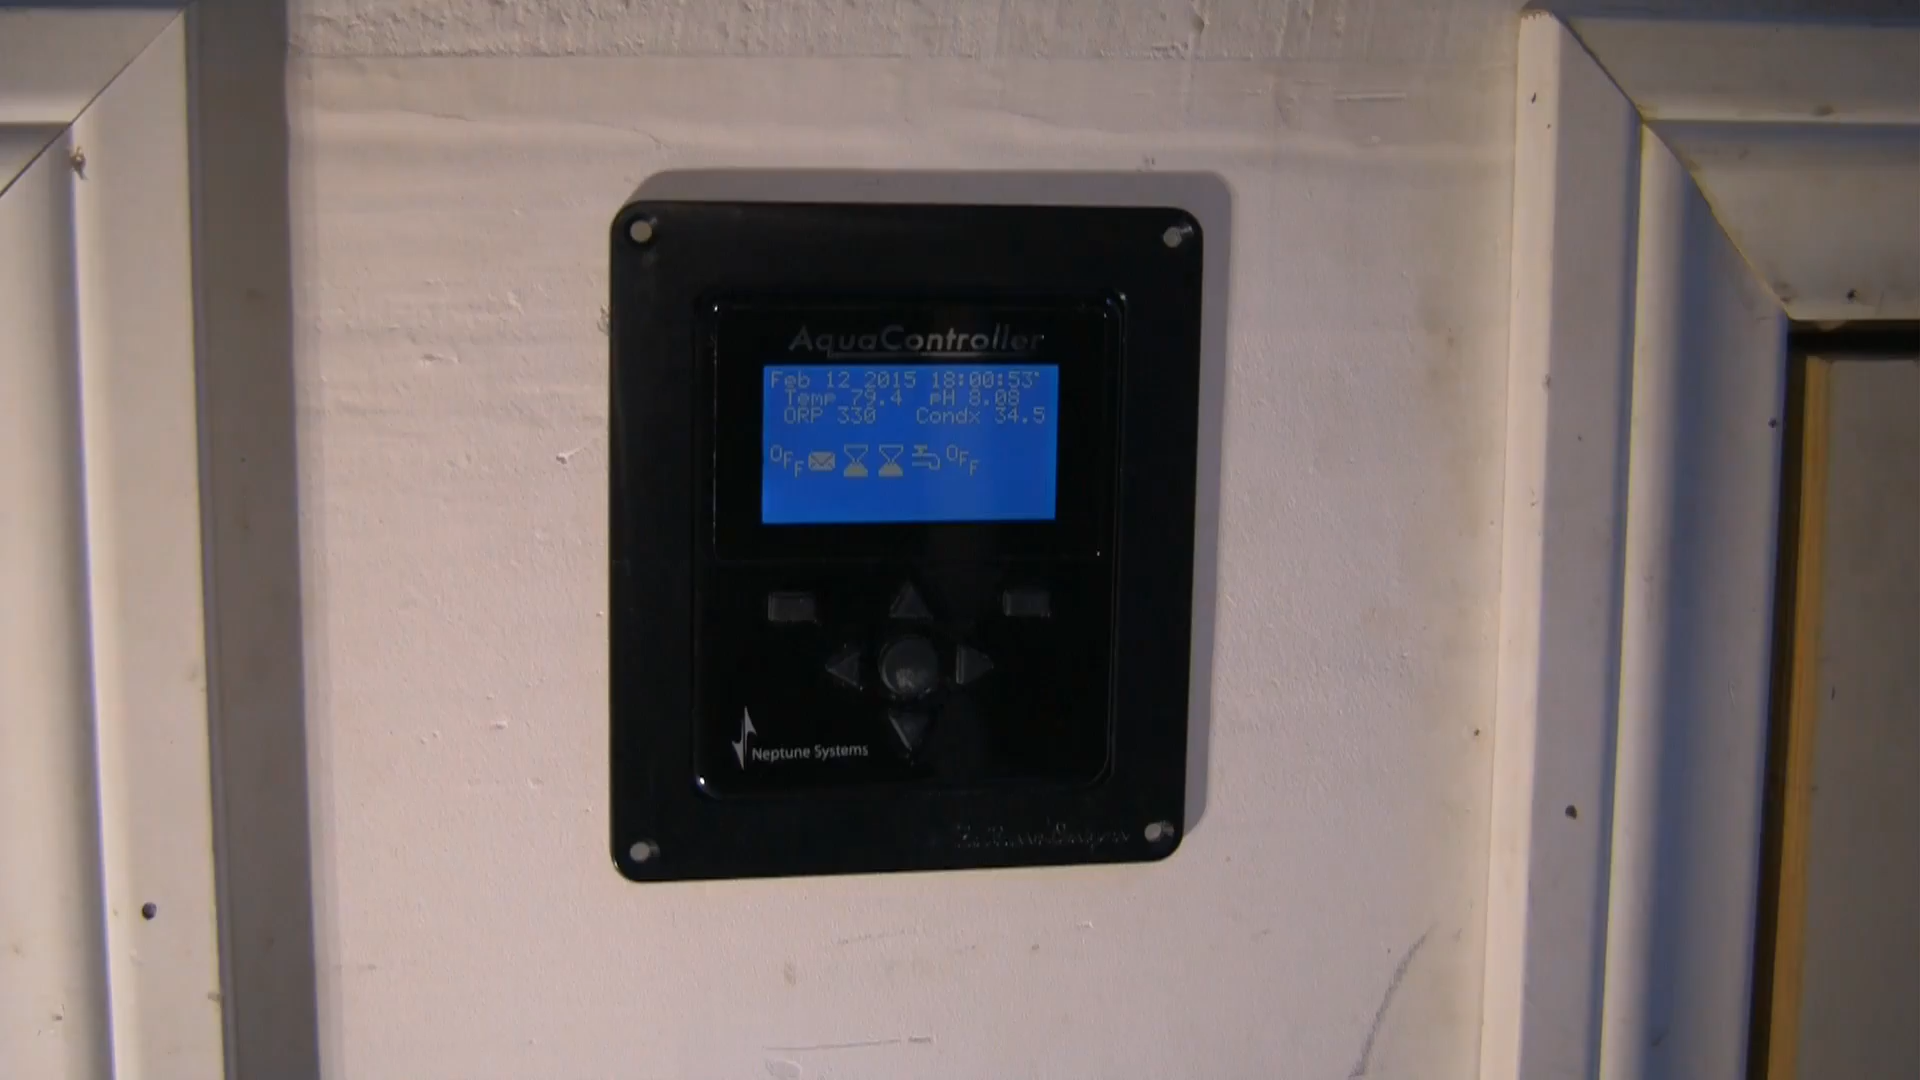 AquaController
Feb 12 2015 18:00:53
Temp 79.4 pH 8.08
ORP 330 Condx 34.5
OFF OFF
Neptune Systems